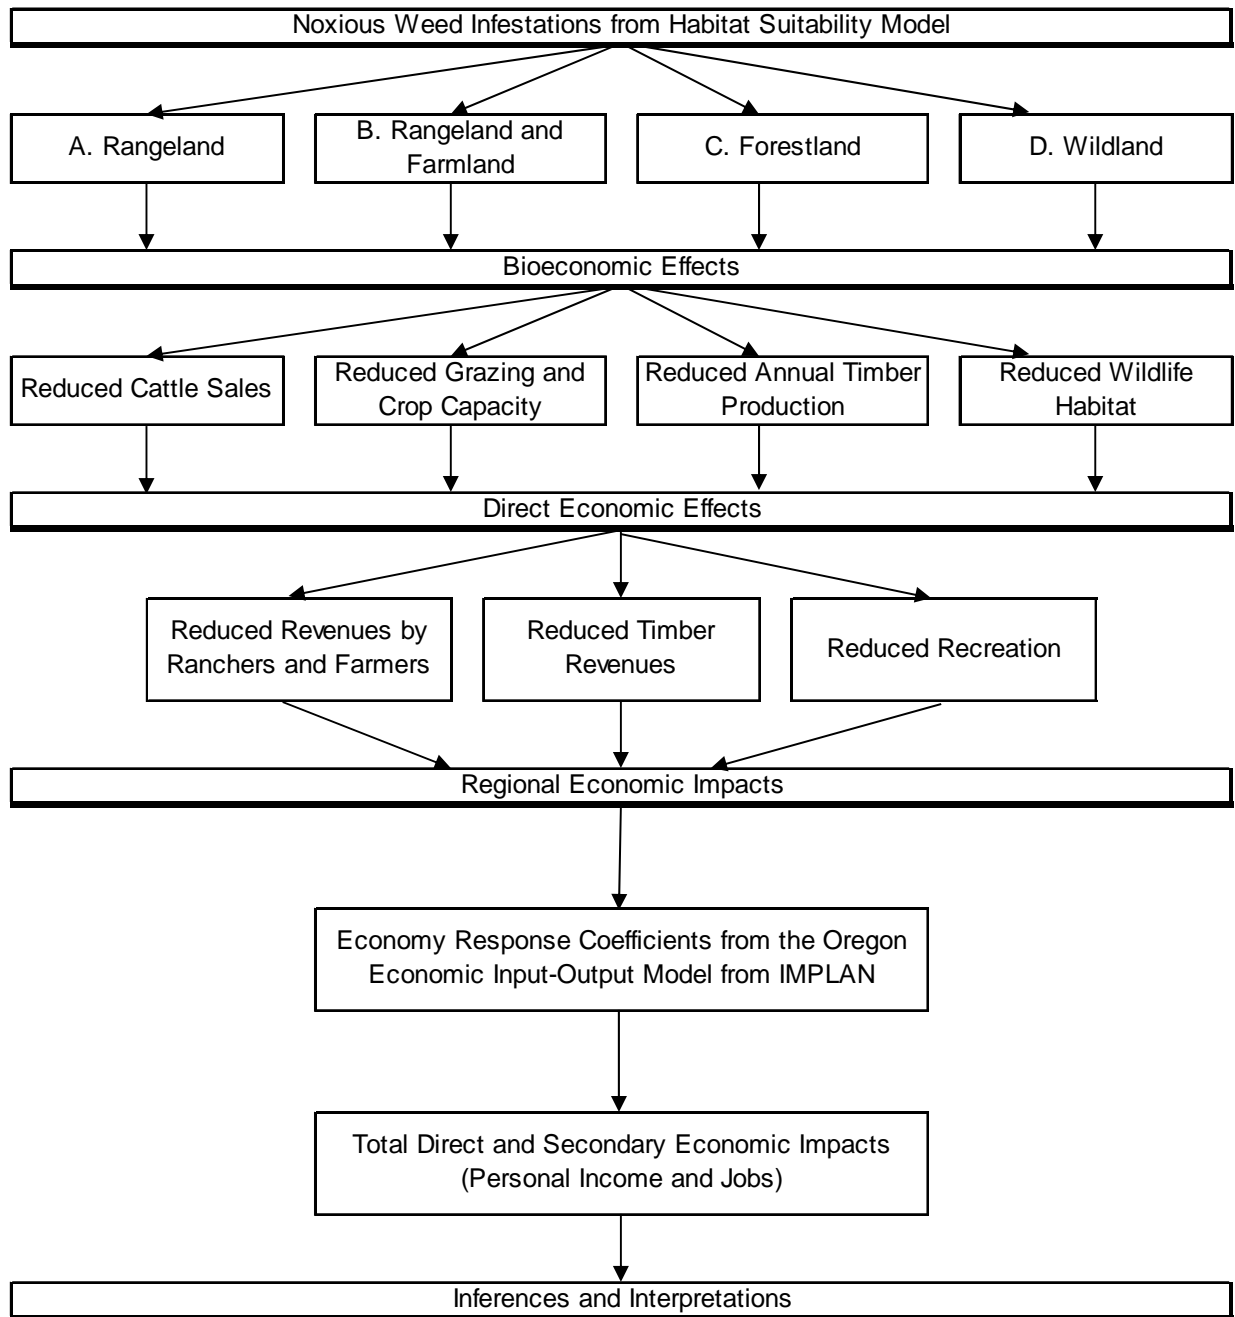 Noxious Weed Infestations from Habitat Suitability Model
A. Rangeland
B. Rangeland and
Farmland
C. Forestland
D. Wildland
Bioeconomic Effects
Reduced Cattle Sales
Reduced Grazing and
Crop Capacity
Reduced Annual Timber
Production
Reduced Wildlife
Habitat
Direct Economic Effects
Reduced Revenues by
Ranchers and Farmers
Reduced Timber
Revenues
Reduced Recreation
Regional Economic Impacts
Economy Response Coefficients from the Oregon
Economic Input-Output Model from IMPLAN
Total Direct and Secondary Economic Impacts
(Personal Income and Jobs)
Inferences and Interpretations